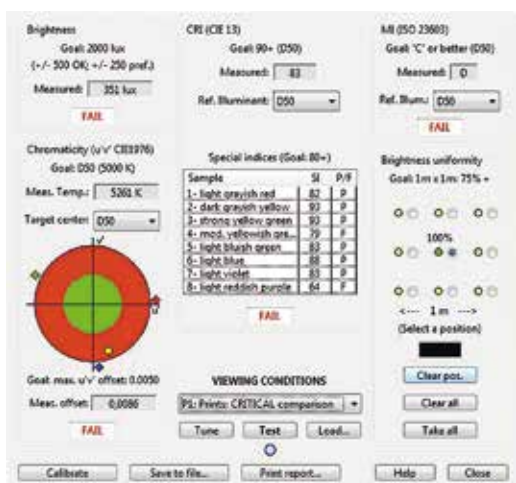 Brightness
Goal: 2000 lux
(+/- 500 OK; +/- 250 pref.)
Measured: 351 lux
FAIL
Chromaticity (u'v' CIE1976)
Goal: D50 (5000 K)
Meas. Temp.: 5261 K
Target center: D50
v'
u'
Goal: max. u'v' offset: 0.0050
Meas. offset: 0,0086
FAIL
CRI (CIE 13)
Goal: 90+ (D50)
Measured: 83
Ref. Illuminant: D50
Special indices (Goal: 80+)
Sample SI P/F
1- light grayish red 82 P
2- dark grayish yellow 93 P
3- strong yellow green 93 P
4- mod. yellowish gre... 79 F
5- light bluish green 83 P
6- light blue 88 P
7- light violet 83 P
8- light reddish purple 64 F
FAIL
VIEWING CONDITIONS
P1: Prints: CRITICAL comparison
Tune Test Load...
MI (ISO 23603)
Goal: 'C' or better (D50)
Measured: D
Ref. Illum.: D50
FAIL
Brightness uniformity
Goal: 1m x 1m: 75% +
100%
<--- 1 m --->
(Select a position)
Clear pos.
Clear all
Take all
Calibrate Save to file... Print report... Help Close